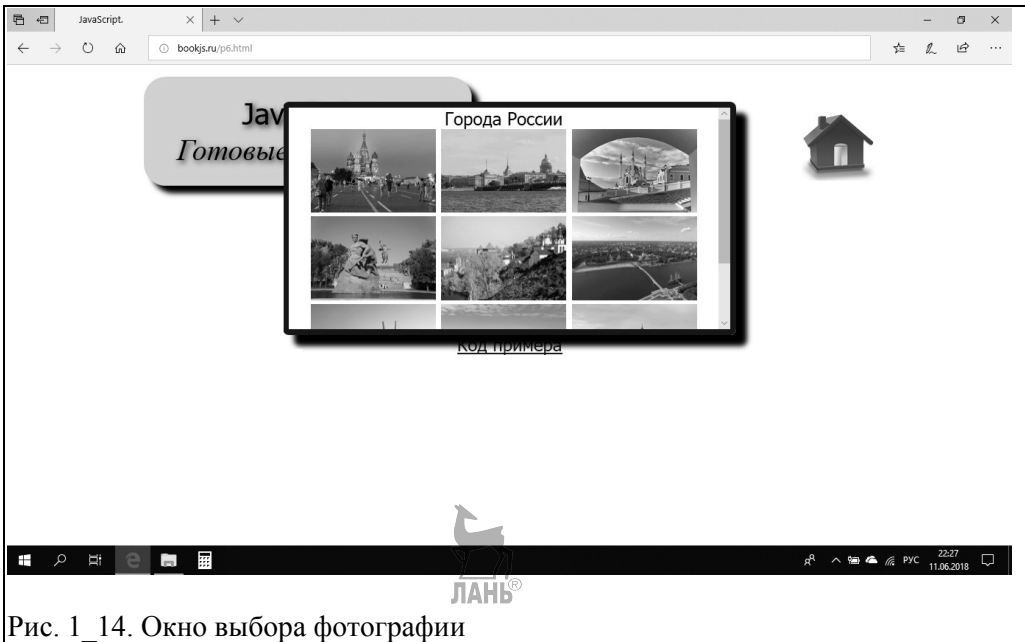 JavaScript.
bookjs.ru/p6.html
Jav
Готовые
Города России
Код примера
РУС
22:27
11.06.2018
ЛАНЬ®
Рис. 1_14. Окно выбора фотографии